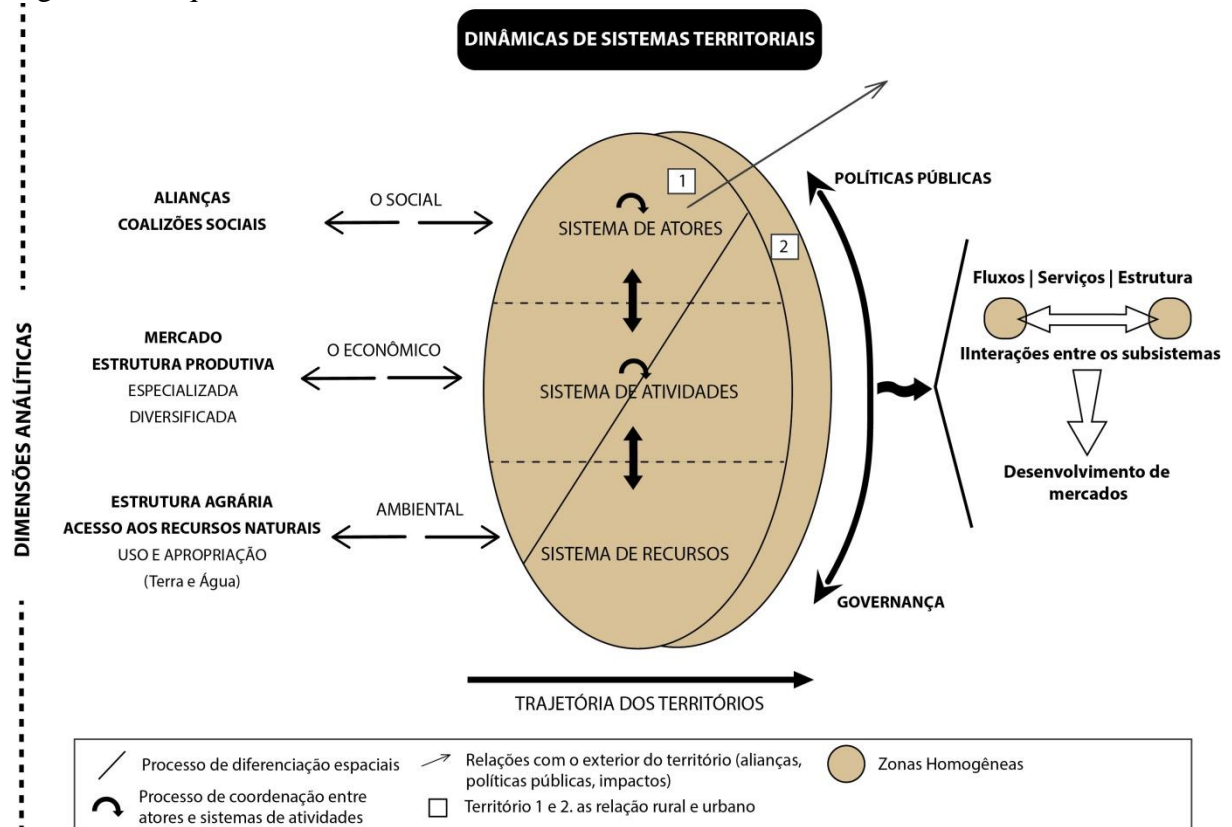 DINÂMICAS DE SISTEMAS TERRITORIAIS
DIMENSÕES ANÁLÍTICAS
ALIANÇAS
COALIZÕES SOCIAIS
O SOCIAL
MERCADO
ESTRUTURA PRODUTIVA
ESPECIALIZADA
DIVERSIFICADA
O ECONÔMICO
ESTRUTURA AGRÁRIA
ACESSO AOS RECURSOS NATURAIS
USO E APROPRIAÇÃO
(Terra e Água)
AMBIENTAL
1
SISTEMA DE ATORES
2
SISTEMA DE ATIVIDADES
SISTEMA DE RECURSOS
POLÍTICAS PÚBLICAS
GOVERNANÇA
Fluxos | Serviços | Estrutura
IInterações entre os subsistemas
Desenvolvimento de
mercados
TRAJETÓRIA DOS TERRITÓRIOS
Processo de diferenciação espaciais
Processo de coordenação entre
atores e sistemas de atividades
Relações com o exterior do território (alianças,
políticas públicas, impactos)
Território 1 e 2. as relação rural e urbano
Zonas Homogêneas